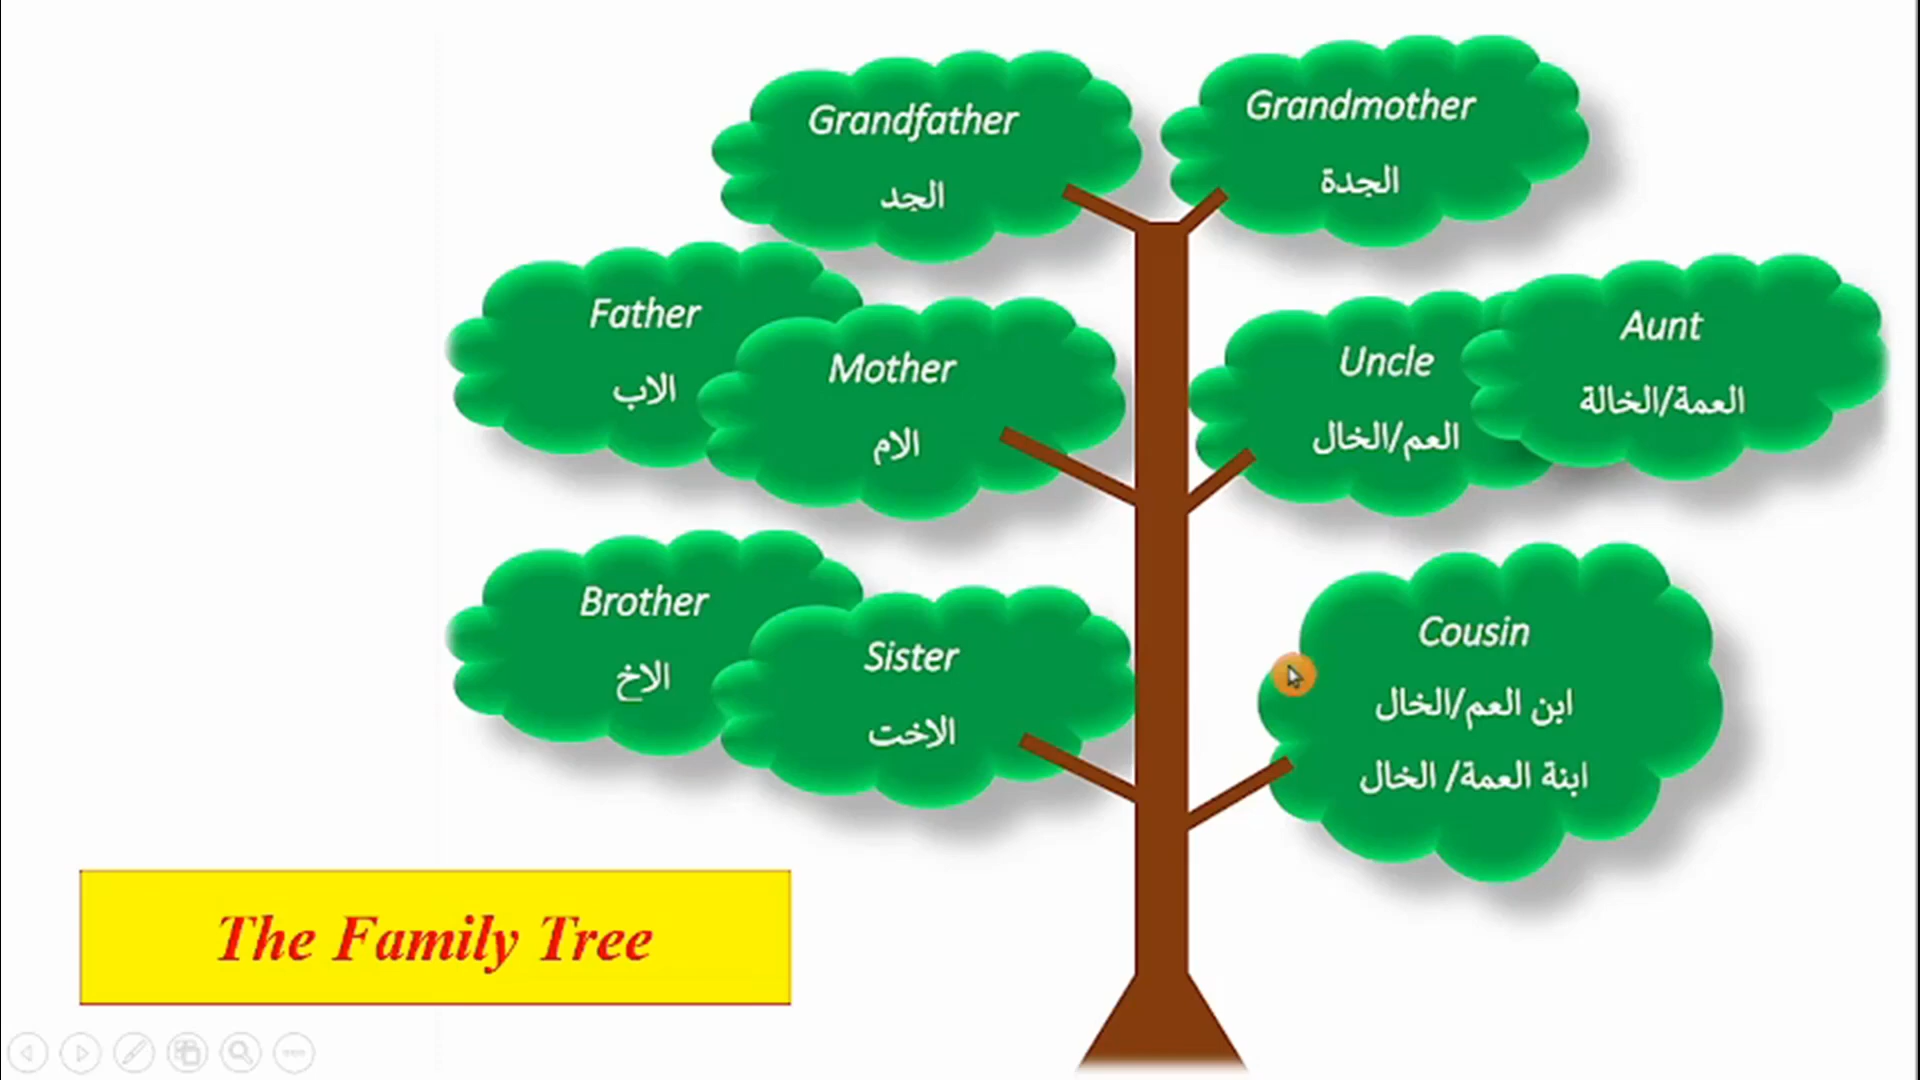 Grandfather
الجد
Grandmother
الجدة
Father
الاب
Mother
الام
Uncle
العم/الخال
Aunt
العمة/الخالة
Brother
الاخ
Sister
الاخت
Cousin
ابن العم/الخال
ابنة العمة/ الخال
The Family Tree